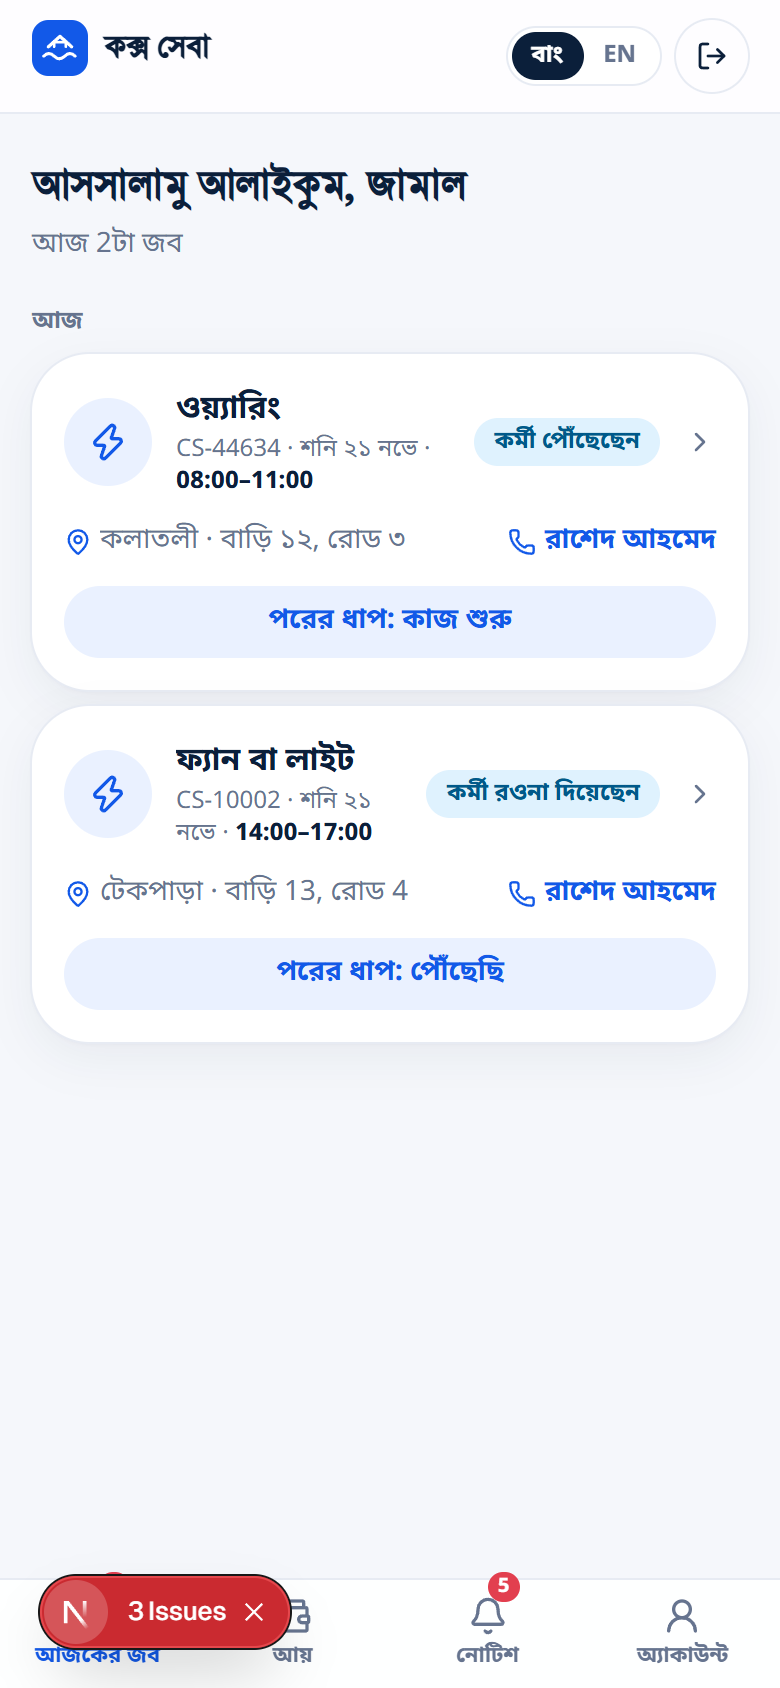 কক্স সেবা
বাং EN
আসসালামু আলাইকুম, জামাল
আজ 2টা জব
আজ
ওয়্যারিং
CS-44634 · শনি ২১ নভে ·
08:00–11:00
কর্মী পৌঁছেছেন
কলাতলী · বাড়ি ১২, রোড ৩
রাশেদ আহমেদ
পরের ধাপ: কাজ শুরু
ফ্যান বা লাইট
CS-10002 · শনি ২১
নভে · 14:00–17:00
কর্মী রওনা দিয়েছেন
টেকপাড়া · বাড়ি 13, রোড 4
রাশেদ আহমেদ
পরের ধাপ: পৌঁছেছি
3 Issues
5
আজকের জব
আয়
নোটিশ
অ্যাকাউন্ট